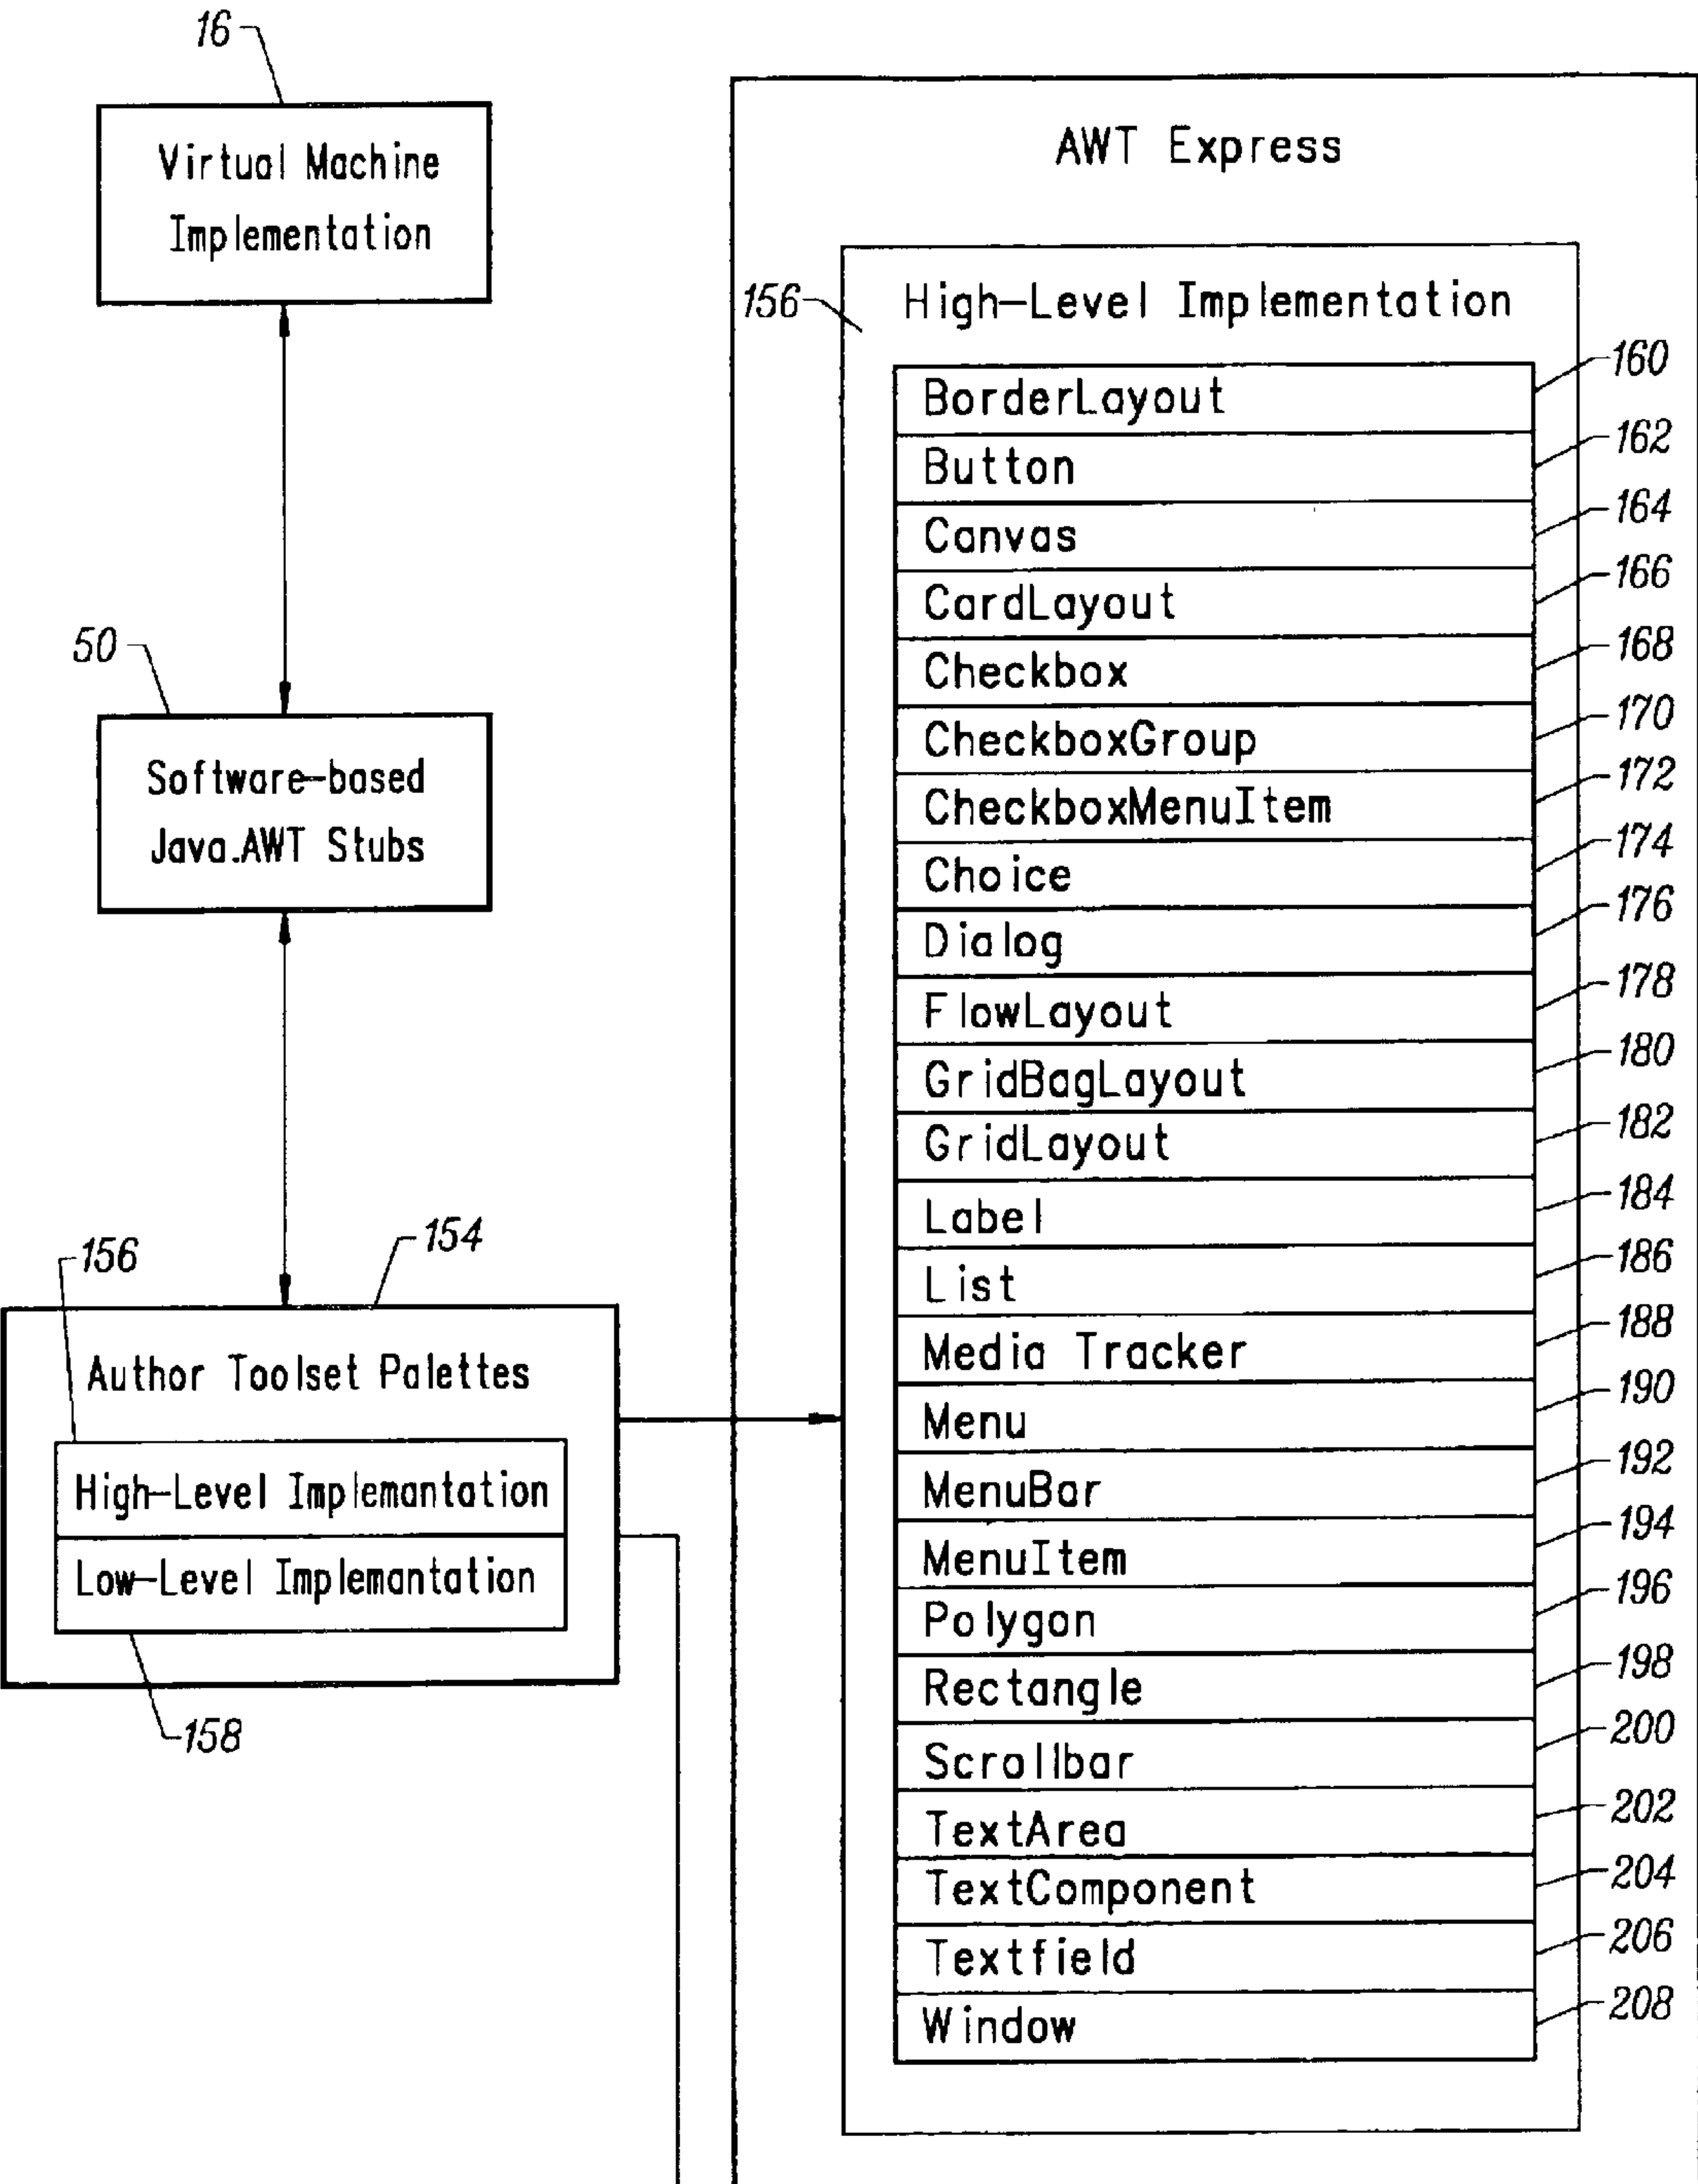 16
Virtual Machine
Implementation
50
Software-based
Java.AWT Stubs
156
154
Author Toolset Palettes
High-Level Implemantation
Low-Level Implemantation
158
AWT Express
156
High-Level Implementation
BorderLayout 160
Button 162
Canvas 164
CardLayout 166
Checkbox 168
CheckboxGroup 170
CheckboxMenuItem 172
Choice 174
Dialog 176
FlowLayout 178
GridBagLayout 180
GridLayout 182
Label 184
List 186
Media Tracker 188
Menu 190
MenuBar 192
MenuItem 194
Polygon 196
Rectangle 198
Scrollbar 200
TextArea 202
TextComponent 204
Textfield 206
Window 208